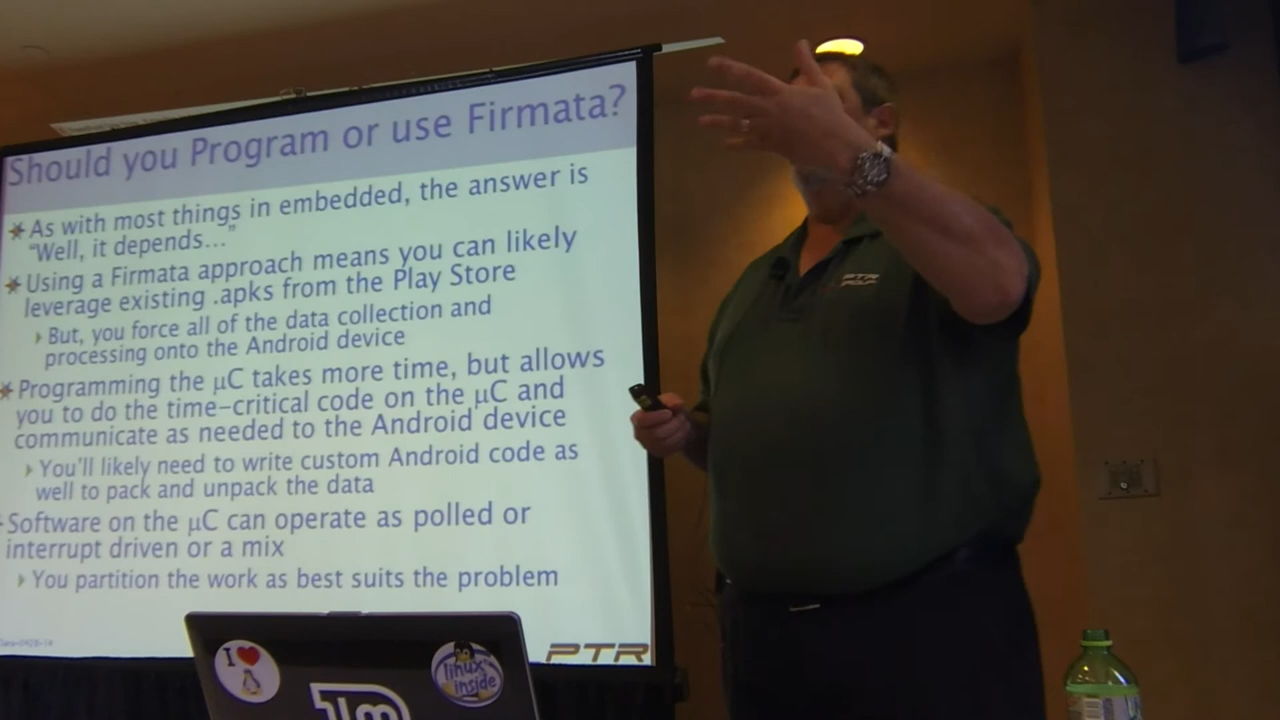 Should you Program or use Firmata?
As with most things in embedded, the answer is
“Well, it depends...”
Using a Firmata approach means you can likely
leverage existing .apks from the Play Store
But, you force all of the data collection and
processing onto the Android device
Programming the μC takes more time, but allows
you to do the time-critical code on the μC and
communicate as needed to the Android device
You'll likely need to write custom Android code as
well to pack and unpack the data
Software on the μC can operate as polled or
interrupt driven or a mix
You partition the work as best suits the problem
PTR
PTR
I
linux
inside